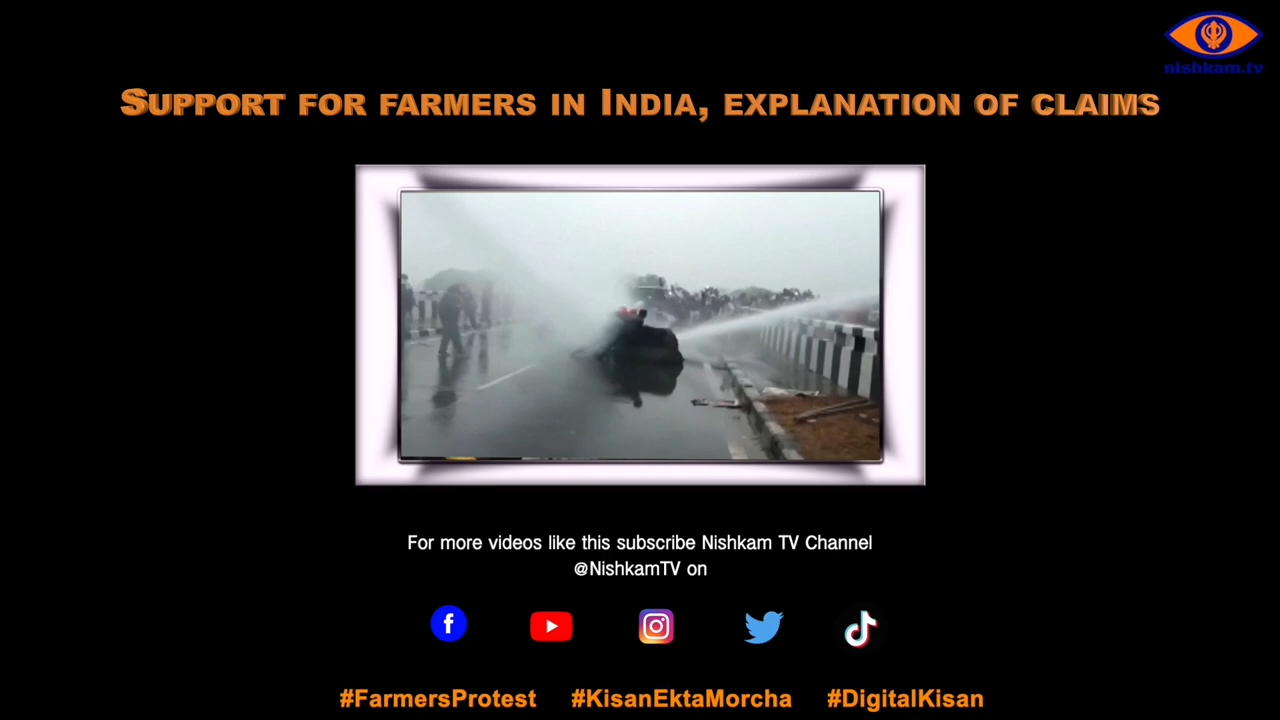 nishkam.tv
SUPPORT FOR FARMERS IN INDIA, EXPLANATION OF CLAIMS
For more videos like this subscribe Nishkam TV Channel
@NishkamTV on
#FarmersProtest #KisanEktaMorcha #DigitalKisan